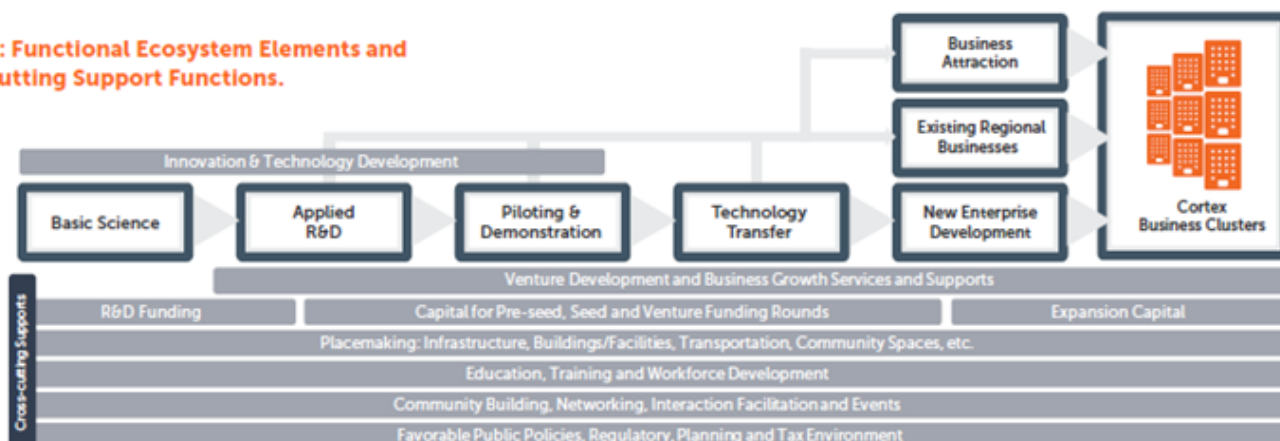 : Functional Ecosystem Elements and
utting Support Functions.
Business
Attraction
Existing Regional
Businesses
Innovation & Technology Development
Basic Science
Applied
R&D
Piloting &
Demonstration
Technology
Transfer
New Enterprise
Development
Cortex
Business Clusters
Cross-cutting Supports
Venture Development and Business Growth Services and Supports
R&D Funding
Capital for Pre-seed, Seed and Venture Funding Rounds
Expansion Capital
Placemaking: Infrastructure, Buildings/Facilities, Transportation, Community Spaces, etc.
Education, Training and Workforce Development
Community Building, Networking, Interaction Facilitation and Events
Favorable Public Policies, Regulatory, Planning and Tax Environment